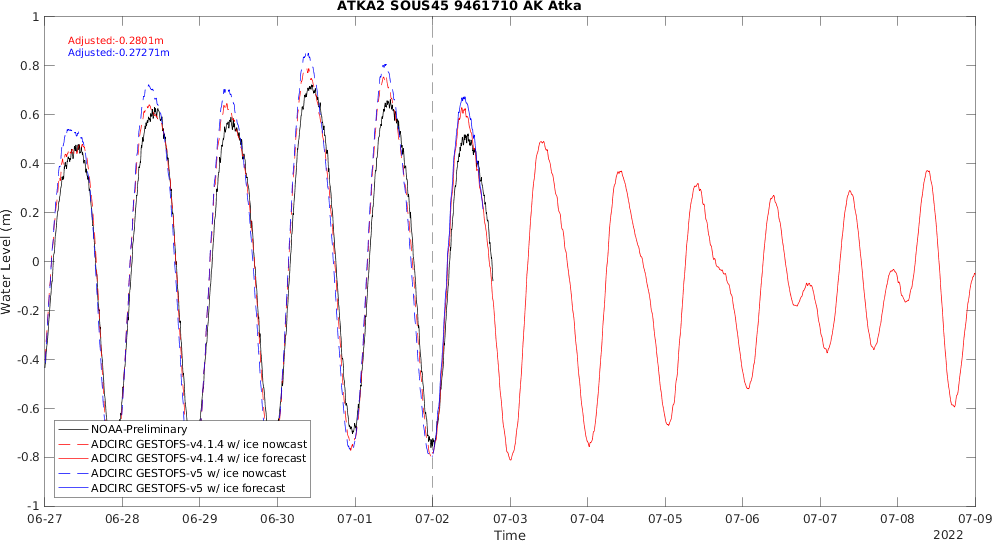 ATKA2 SOUS45 9461710 AK Atka
Adjusted:-0.2801m
Adjusted:-0.27271m
Water Level (m)
1
0.8
0.6
0.4
0.2
0
-0.2
-0.4
-0.6
-0.8
-1
NOAA-Preliminary
ADCIRC GESTOFS-v4.1.4 w/ ice nowcast
ADCIRC GESTOFS-v4.1.4 w/ ice forecast
ADCIRC GESTOFS-v5 w/ ice nowcast
ADCIRC GESTOFS-v5 w/ ice forecast
06-27 06-28 06-29 06-30 07-01 07-02 07-03 07-04 07-05 07-06 07-07 07-08 07-09
Time
2022